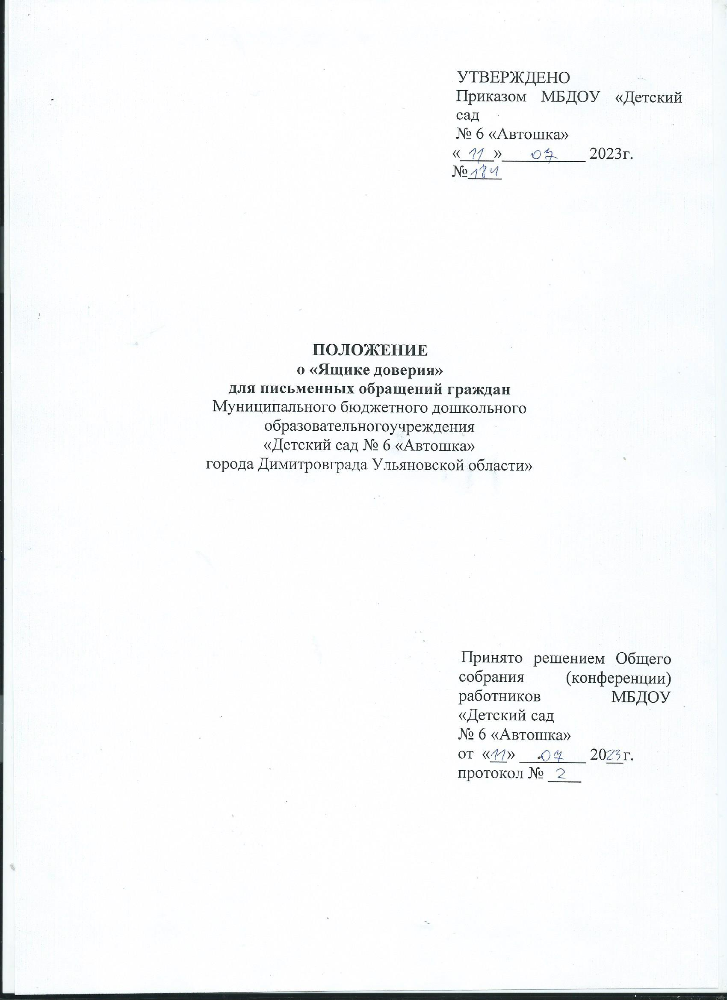 УТВЕРЖДЕНО
Приказом МБДОУ «Детский
сад
№ 6 «Автошка»
«11» 07 2023г.
№184
ПОЛОЖЕНИЕ
о «Ящике доверия»
для письменных обращений граждан
Муниципального бюджетного дошкольного
образовательногоучреждения
«Детский сад № 6 «Автошка»
города Димитровграда Ульяновской области»
Принято решением Общего
собрания (конференции)
работников МБДОУ
«Детский сад
№ 6 «Автошка»
от «11» .07 2023г.
протокол № 2